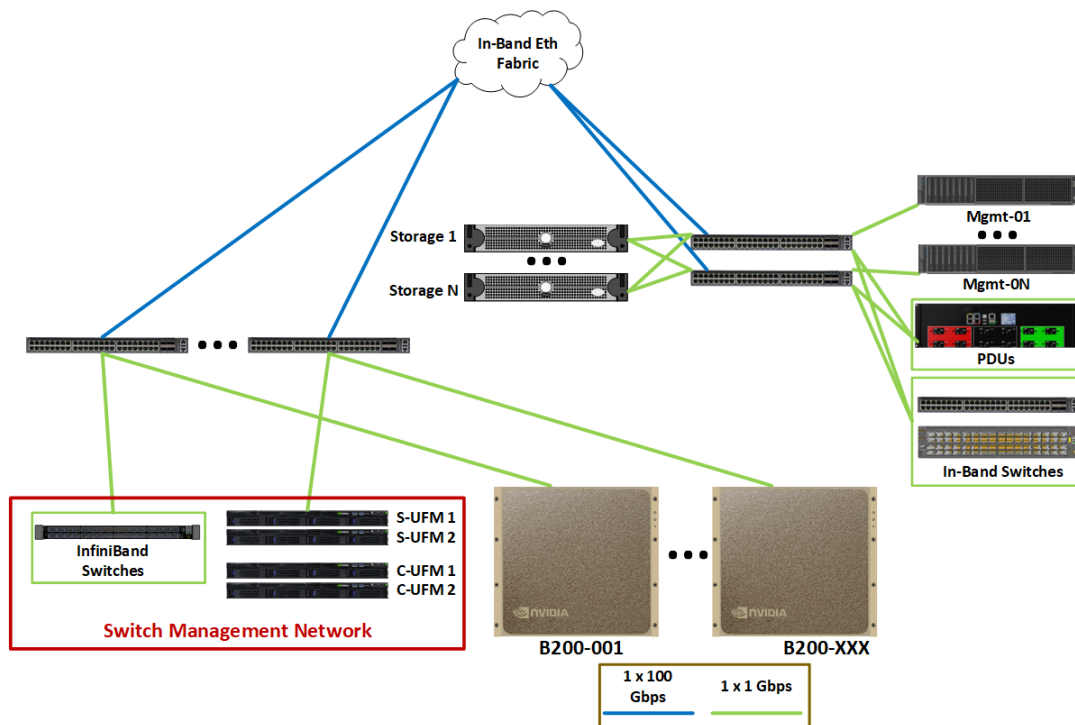 In-Band Eth
Fabric
Storage 1
Storage N
Mgmt-01
Mgmt-0N
PDUs
In-Band Switches
InfiniBand
Switches
S-UFM 1
S-UFM 2
C-UFM 1
C-UFM 2
Switch Management Network
NVIDIA
NVIDIA
B200-001
B200-XXX
1 x 100
Gbps
1 x 1 Gbps